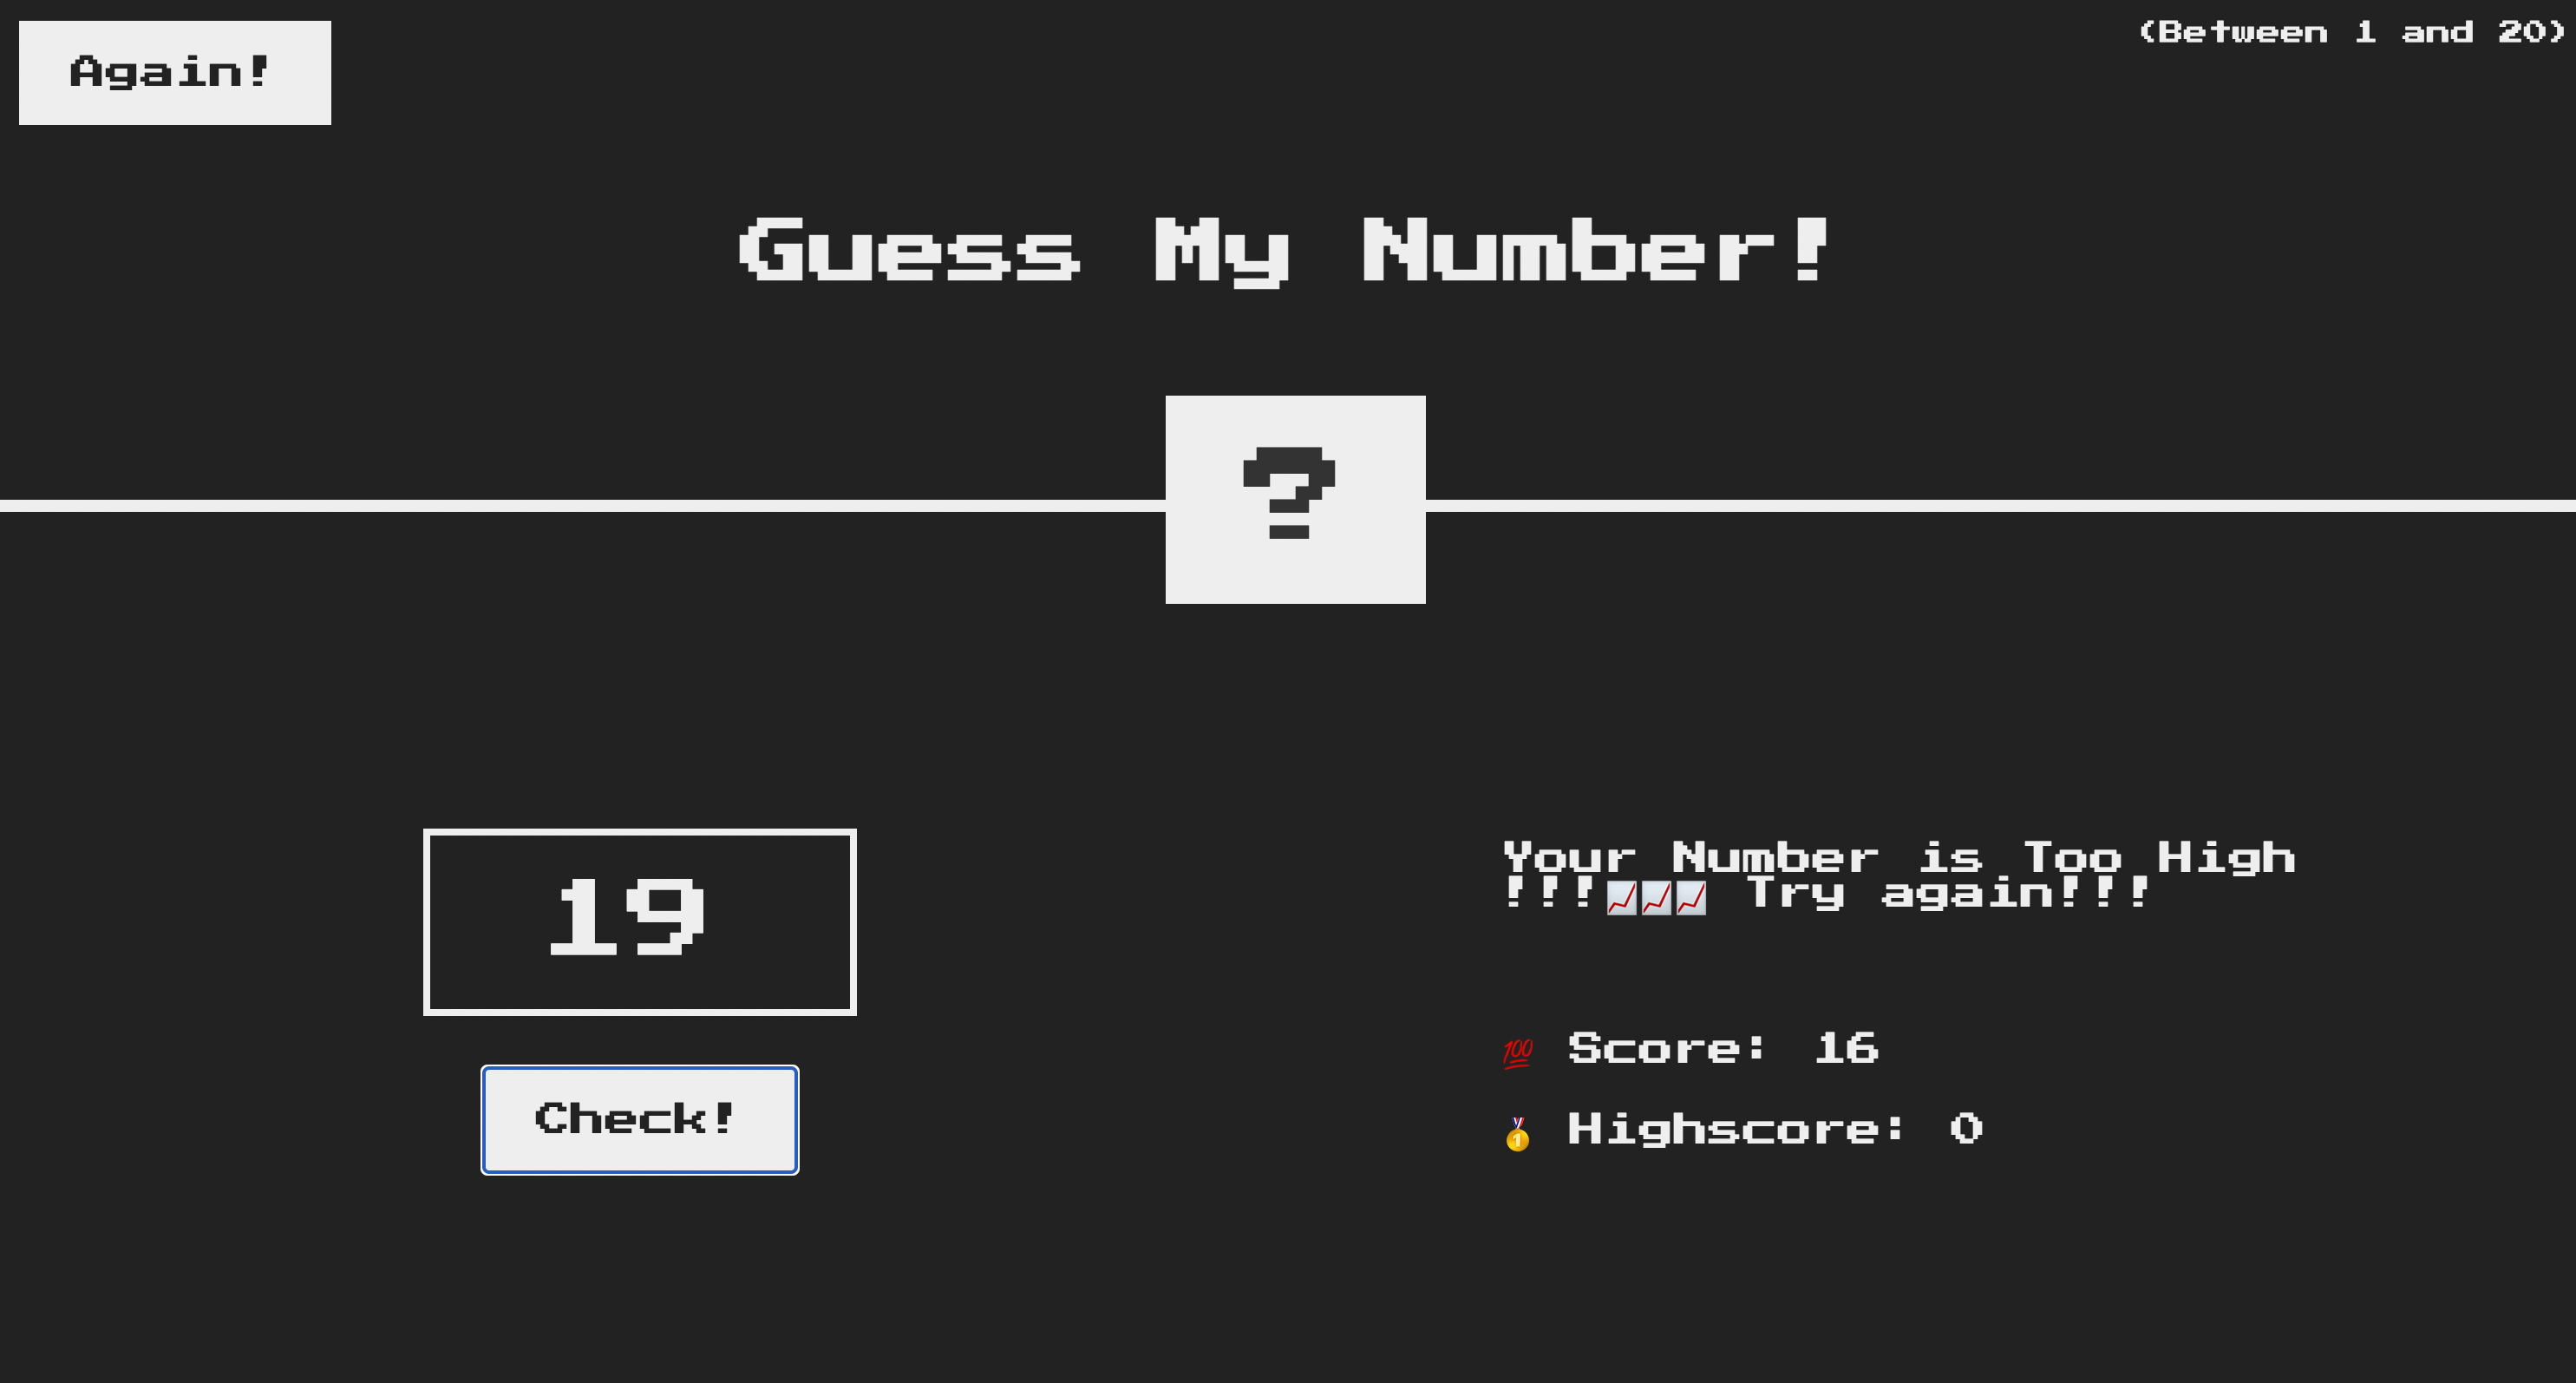 Again!
(Between 1 and 20)
Guess My Number!
?
19
Check!
Your Number is Too High
!!!📈📈📈 Try again!!!
💯 Score: 16
🥇 Highscore: 0